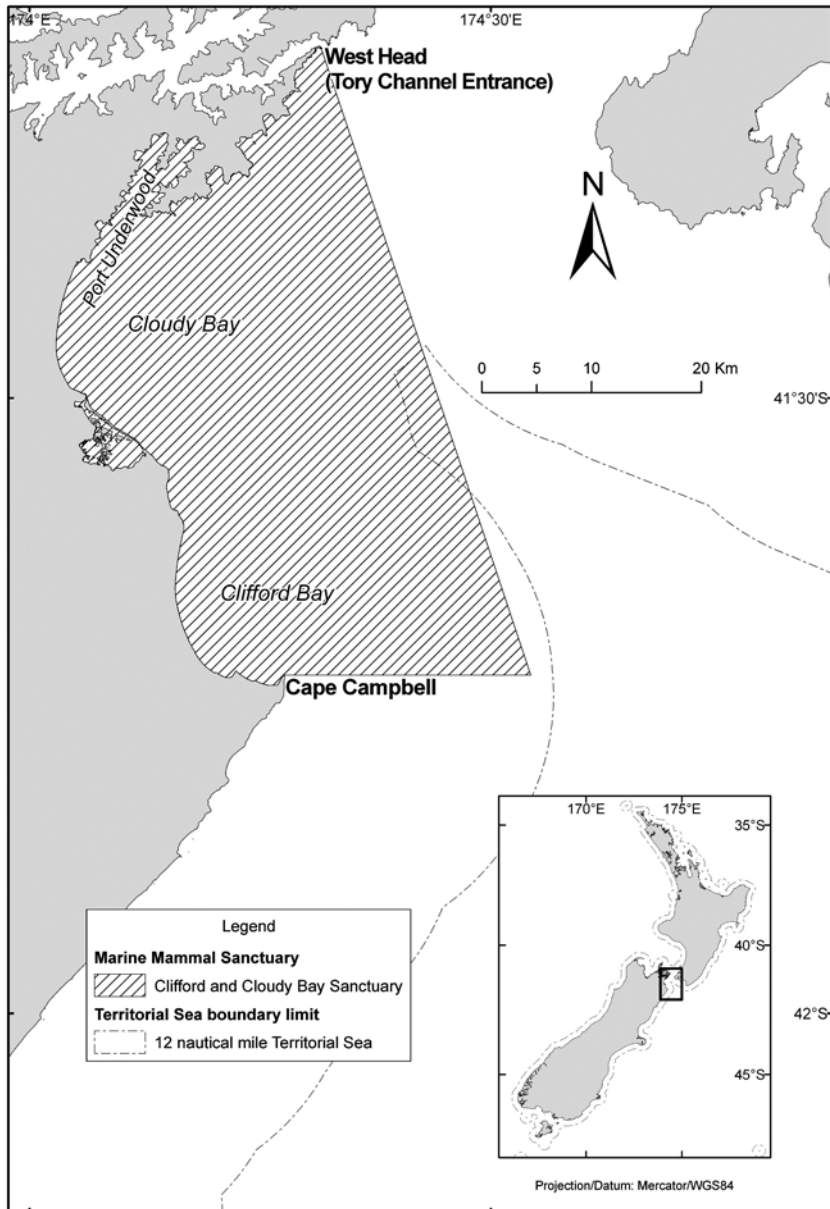 174°E
174°30'E
West Head
(Tory Channel Entrance)
N
Port Underwood
Cloudy Bay
0 5 10 20 Km
41°30'S
Clifford Bay
Cape Campbell
170°E 175°E
35°S
40°S
45°S
42°S
Legend
Marine Mammal Sanctuary
Clifford and Cloudy Bay Sanctuary
Territorial Sea boundary limit
12 nautical mile Territorial Sea
Projection/Datum: Mercator/WGS84